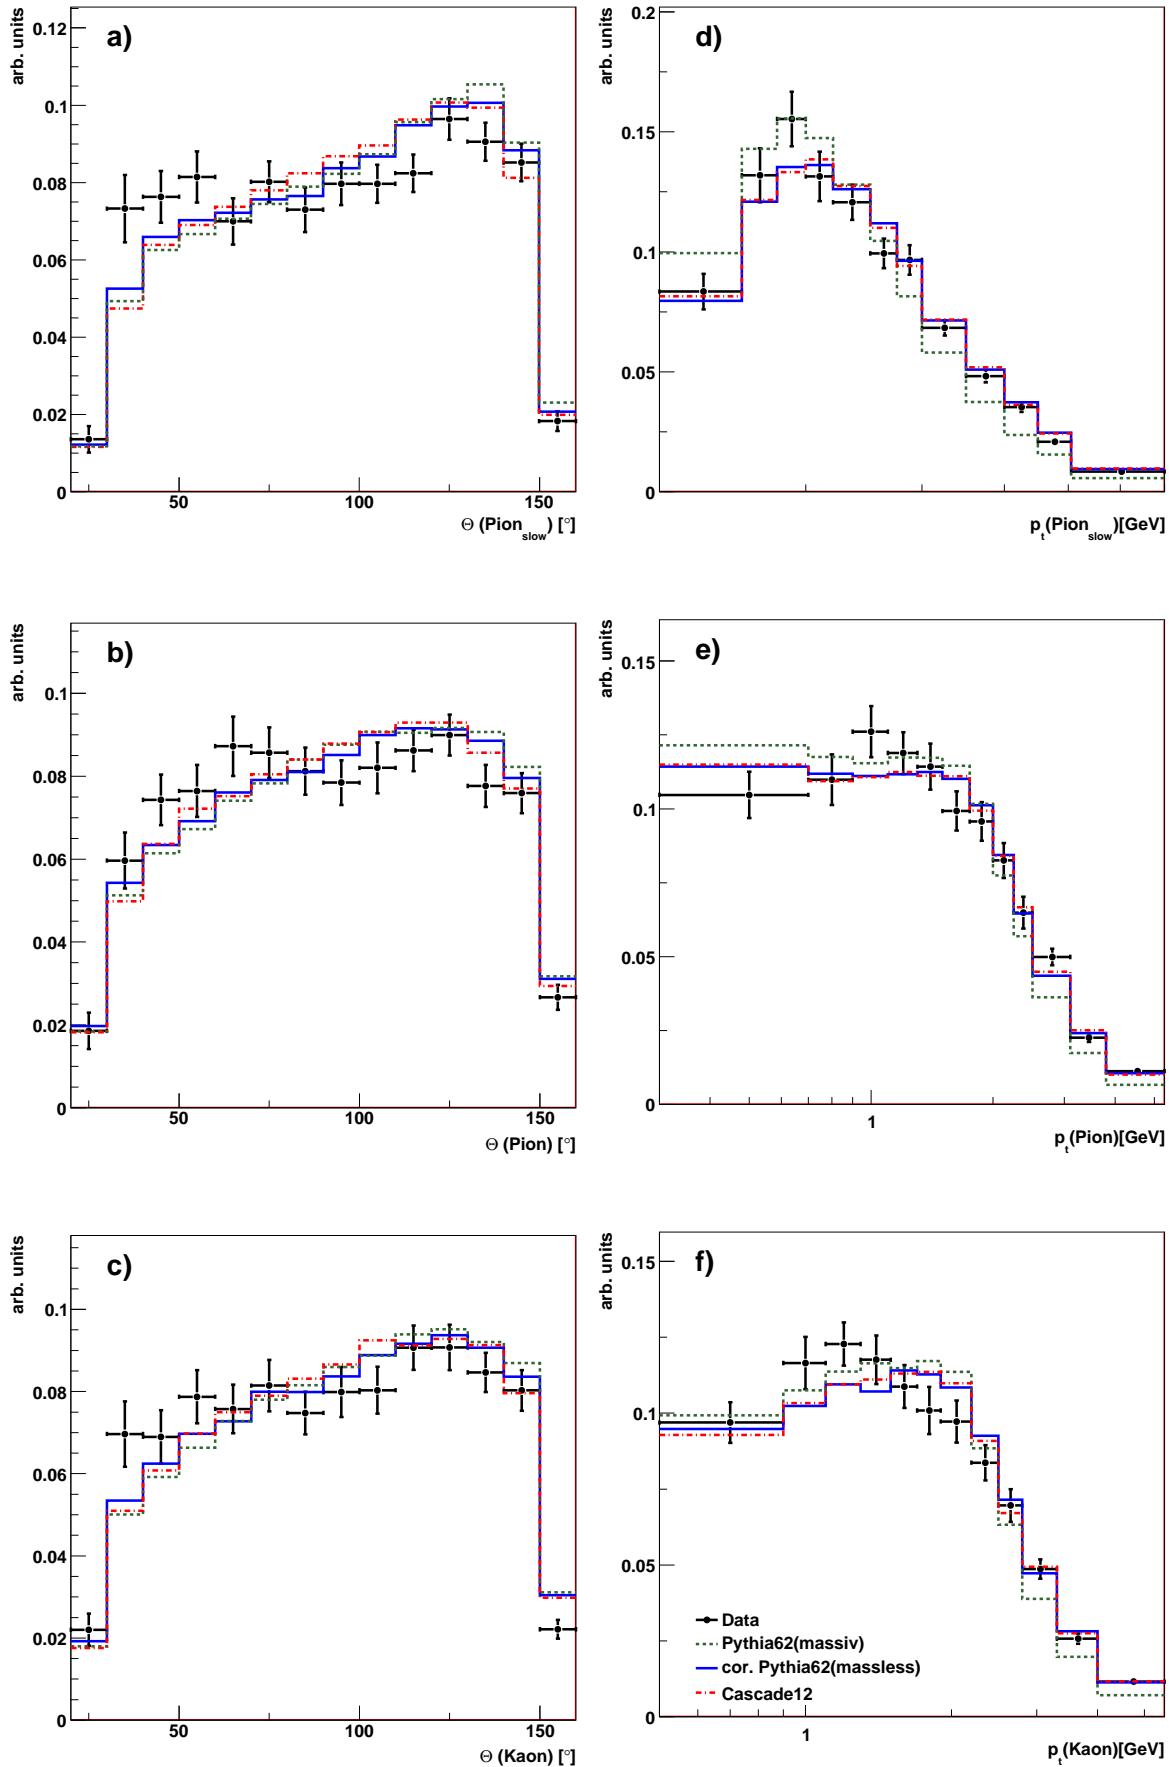 arb. units
a)
0.12
0.1
0.08
0.06
0.04
0.02
0
50
100
150
Θ (Pion_slow) [°]
arb. units
d)
0.2
0.15
0.1
0.05
0
p_t(Pion_slow)[GeV]
arb. units
b)
0.1
0.08
0.06
0.04
0.02
0
50
100
150
Θ (Pion) [°]
arb. units
e)
0.15
0.1
0.05
0
1
p_t(Pion)[GeV]
arb. units
c)
0.1
0.08
0.06
0.04
0.02
0
50
100
150
Θ (Kaon) [°]
arb. units
f)
0.15
0.1
0.05
0
Data
Pythia62(massiv)
cor. Pythia62(massless)
Cascade12
1
p_t(Kaon)[GeV]